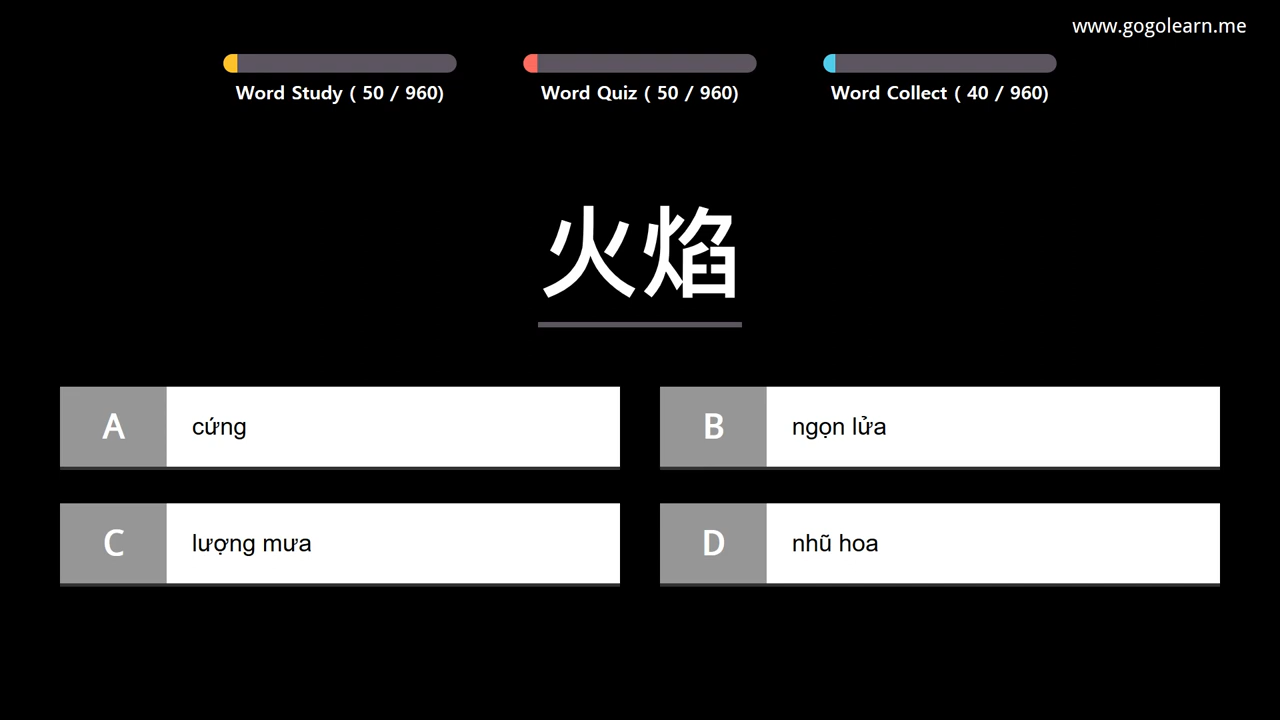 www.gogolearn.me
Word Study ( 50 / 960)
Word Quiz ( 50 / 960)
Word Collect ( 40 / 960)
火焰
A cứng
B ngọn lửa
C lượng mưa
D nhũ hoa